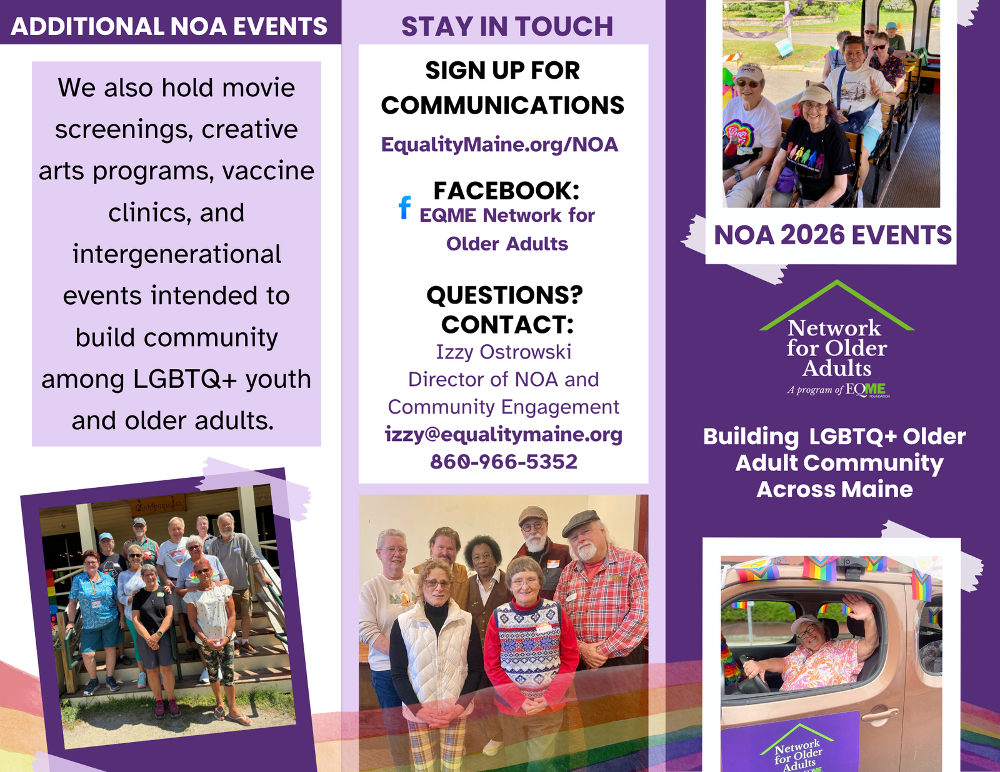 ADDITIONAL NOA EVENTS
We also hold movie
screenings, creative
arts programs, vaccine
clinics, and
intergenerational
events intended to
build community
among LGBTQ+ youth
and older adults.
Quitobaquito
STAY IN TOUCH
SIGN UP FOR
COMMUNICATIONS
EqualityMaine.org/NOA
FACEBOOK:
f
EQME Network for
Older Adults
QUESTIONS?
CONTACT:
Izzy Ostrowski
Director of NOA and
Community Engagement
izzy@equalitymaine.org
860-966-5352
NOA 2026 EVENTS
Network
for Older
Adults
A program of EQME
FOUNDATION
Building LGBTQ+ Older
Adult Community
Across Maine
Network
for Older
Adults
EQME